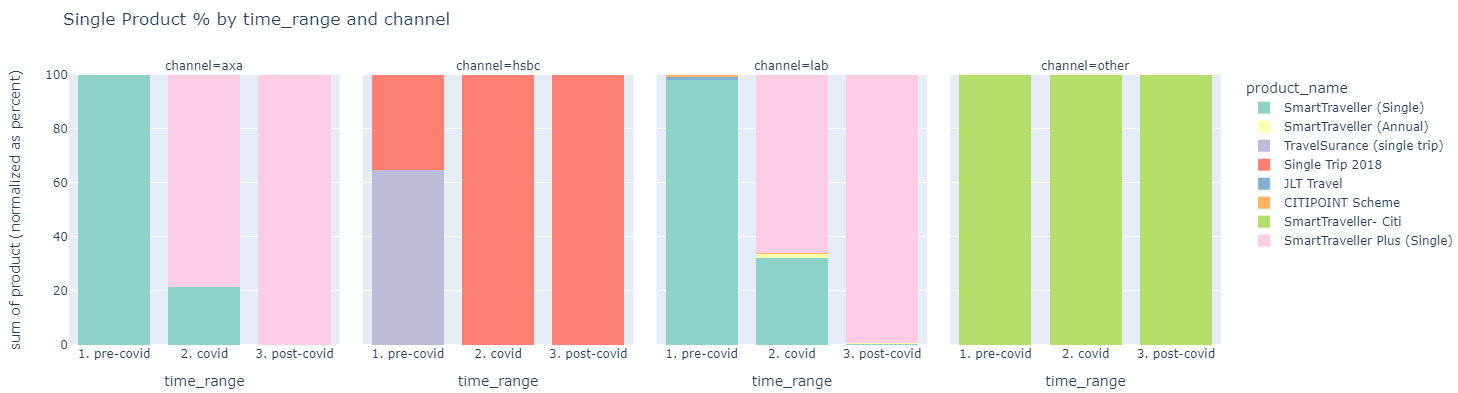 Single Product % by time_range and channel
channel=axa
channel=hsbc
channel=lab
channel=other
sum of product (normalized as percent)
100
80
60
40
20
0
1. pre-covid
2. covid
3. post-covid
1. pre-covid
2. covid
3. post-covid
1. pre-covid
2. covid
3. post-covid
1. pre-covid
2. covid
3. post-covid
time_range
time_range
time_range
time_range
product_name
SmartTraveller (Single)
SmartTraveller (Annual)
TravelSurance (single trip)
Single Trip 2018
JLT Travel
CITIPOINT Scheme
SmartTraveller- Citi
SmartTraveller Plus (Single)